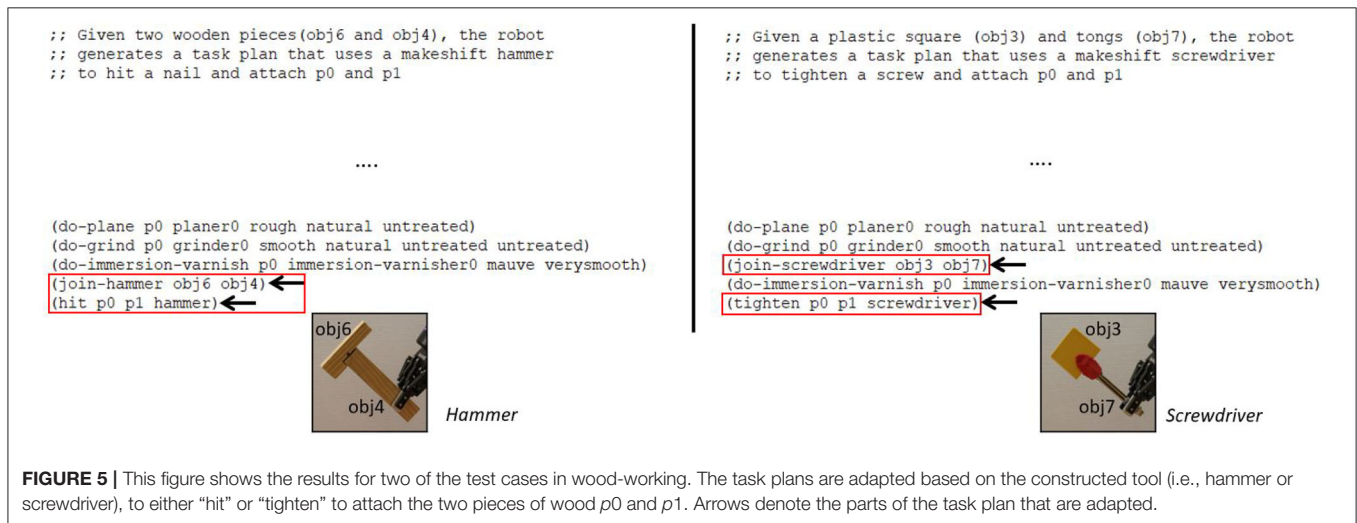 ;; Given two wooden pieces(obj6 and obj4), the robot
;; generates a task plan that uses a makeshift hammer
;; to hit a nail and attach p0 and p1
....
(do-plane p0 planer0 rough natural untreated)
(do-grind p0 grinder0 smooth natural untreated untreated)
(do-immersion-varnish p0 immersion-varnisher0 mauve verysmooth)
(join-hammer obj6 obj4)
(hit p0 p1 hammer)
obj6
obj4
Hammer
;; Given a plastic square (obj3) and tongs (obj7), the robot
;; generates a task plan that uses a makeshift screwdriver
;; to tighten a screw and attach p0 and p1
....
(do-plane p0 planer0 rough natural untreated)
(do-grind p0 grinder0 smooth natural untreated untreated)
(join-screwdriver obj3 obj7)
(do-immersion-varnish p0 immersion-varnisher0 mauve verysmooth)
(tighten p0 p1 screwdriver)
obj3
obj7
Screwdriver
FIGURE 5 | This figure shows the results for two of the test cases in wood-working. The task plans are adapted based on the constructed tool (i.e., hammer or
screwdriver), to either “hit” or “tighten” to attach the two pieces of wood p0 and p1. Arrows denote the parts of the task plan that are adapted.